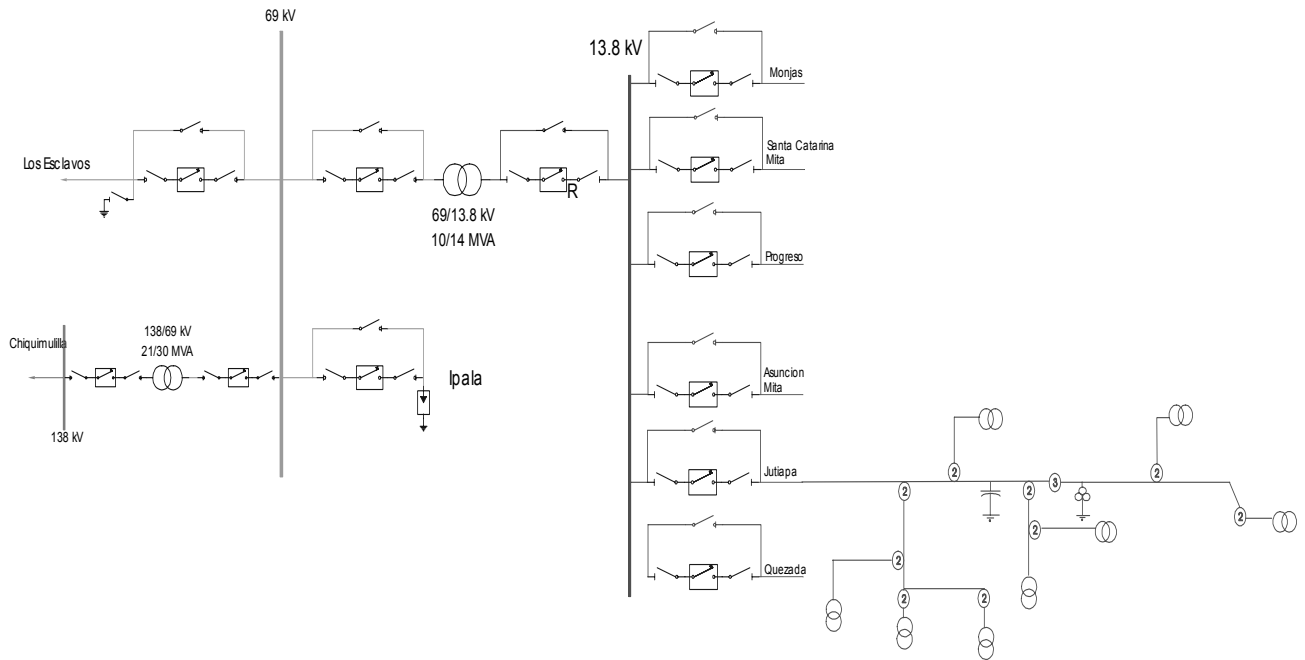 69 kV
13.8 kV
Monjas
Santa Catarina
Mita
Los Esclavos
R
69/13.8 kV
10/14 MVA
Progreso
138/69 kV
21/30 MVA
Chiquimulilla
Ipala
138 kV
Asuncion
Mita
Jutiapa
Quezada
2
2
2
2
3
2
2
2
2
2
2